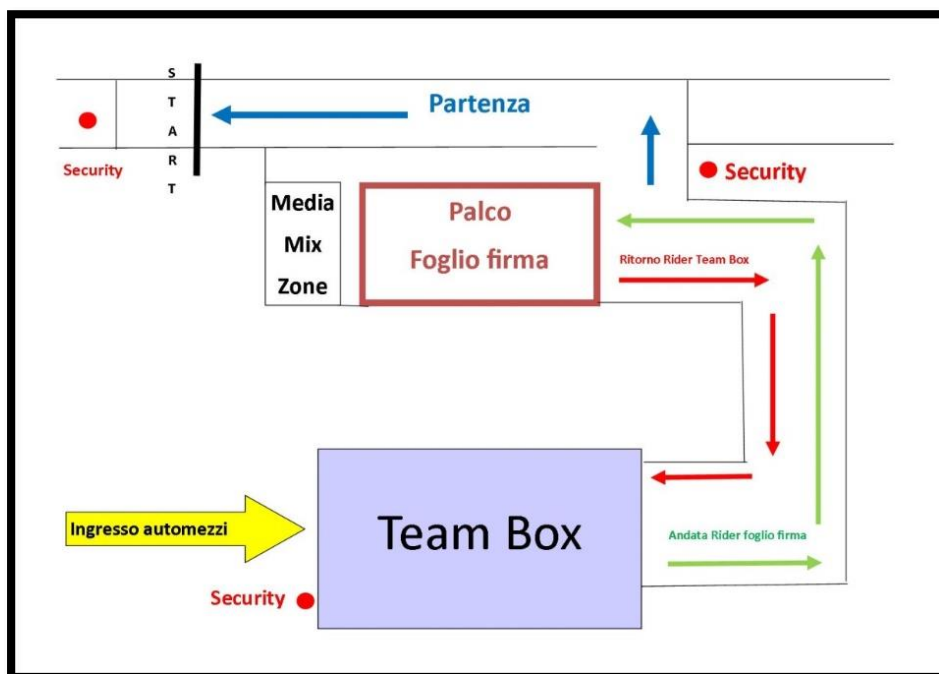 START
Partenza
Security
Security
Media
Mix
Zone
Palco
Foglio firma
Ritorno Rider Team Box
Ingresso automezzi
Team Box
Andata Rider foglio firma
Security